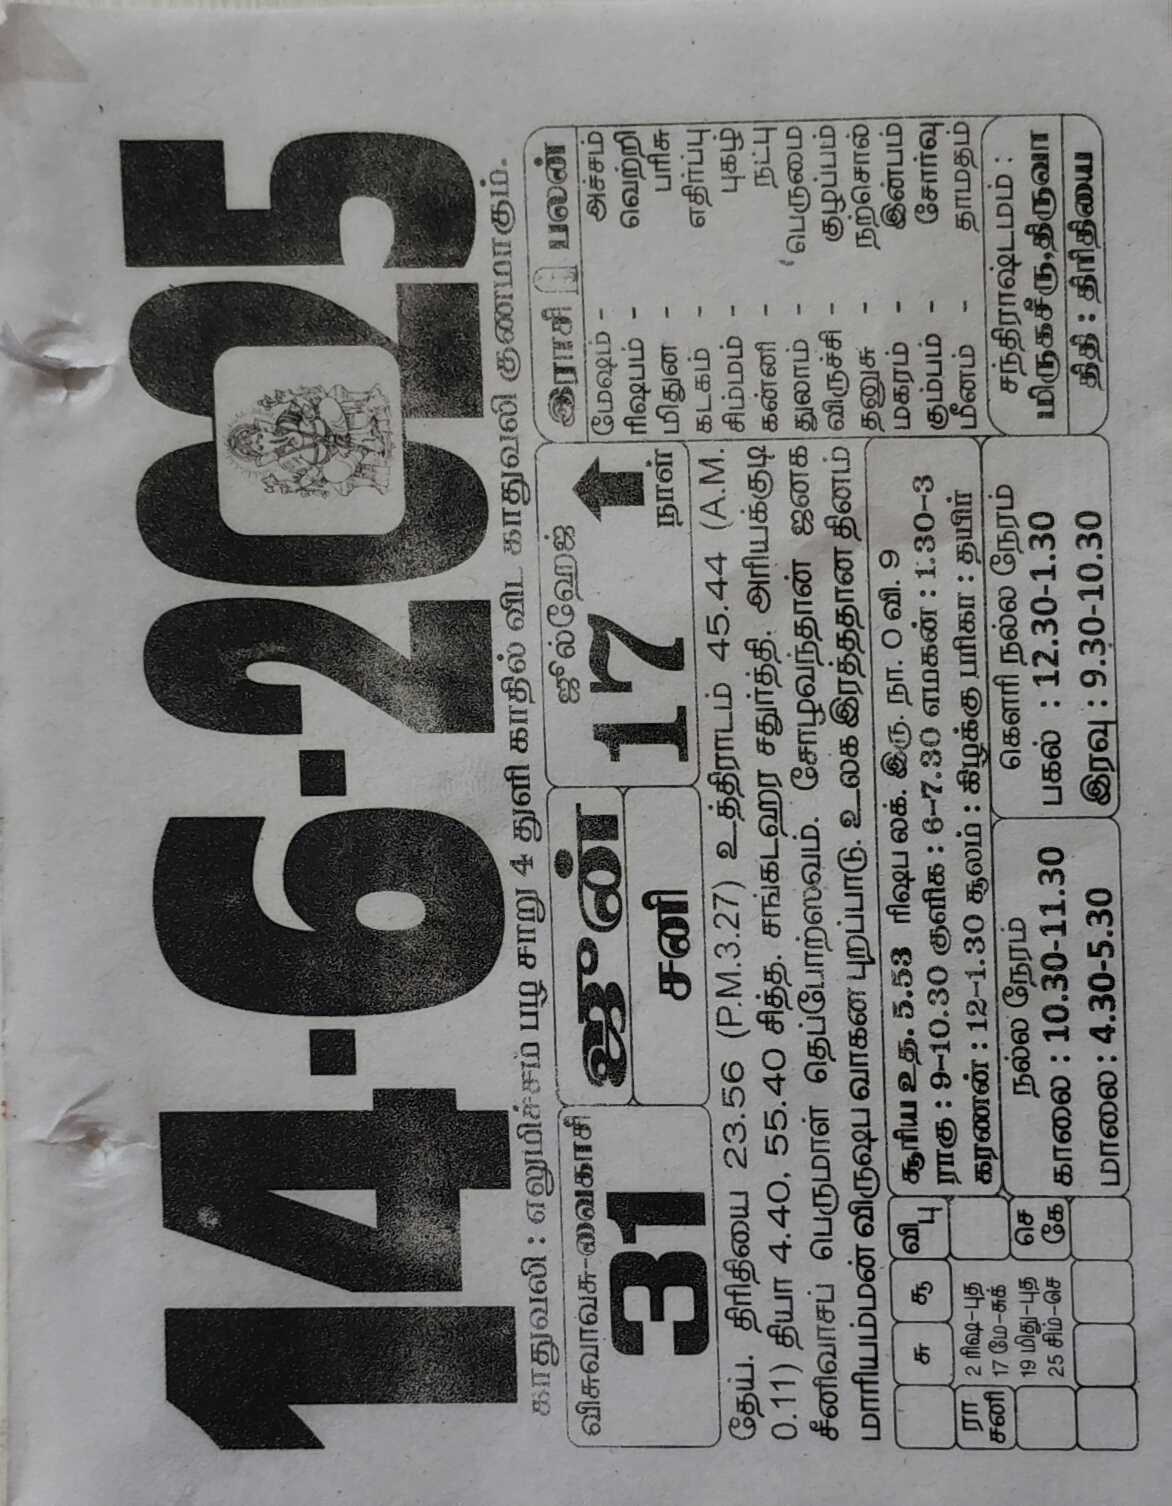 14-6-2025
காதுவலி : எலுமிச்சம் பழ சாறு 4 துளி காதில் விட காதுவலி குணமாகும்.
விசுவாவசு-வைகாசி
31
ஜூன்
சனி
ஜுல்ஹேஜ்
17
நாள்
இராசி பலன்
மேஷம் - அச்சம்
ரிஷபம் - வெற்றி
மிதுன - பரிசு
கடகம் - எதிர்ப்பு
சிம்மம் - புகழ்
கன்னி - நட்பு
துலாம் - பெருமை
விருச்சி - குழப்பம்
தனுசு - நற்சொல்
மகரம் - இன்பம்
கும்பம் - சோர்வு
மீனம் - தாமதம்
தேய். திரிதியை 23.56 (P.M.3.27) உத்திராடம் 45.44 (A.M.
0.11) தியா 4.40, 55.40 சித்த. சங்கடஹர சதுர்த்தி. அரியக்குடி
சீனிவாசப் பெருமாள் தெப்போற்ஸவம். சோழவந்தான் ஜனக
மாரியம்மன் விருஷப வாகன புறப்பாடு. உலக இரத்ததான தினம்
சூரிய உத. 5.53 ரிஷப லக். இரு. நா. 0 வி. 9
ராகு : 9-10.30 குளிக : 6-7.30 எமகண் : 1.30-3
கரணன் : 12-1.30 சூலம் : கிழக்கு பரிகா : தயிர்
சந்திராஷ்டமம் :
மிருகசீரு,திருவா
திதி : திரிதியை
சு சூ வி பு
ரா சனி
2 ரிஷ-புத
17 மே-சுக்
19 மிது-புத
25 சிம்-செ
செ கே
நல்ல நேரம்
காலை : 10.30-11.30
மாலை : 4.30-5.30
கௌரி நல்ல நேரம்
பகல் : 12.30-1.30
இரவு : 9.30-10.30